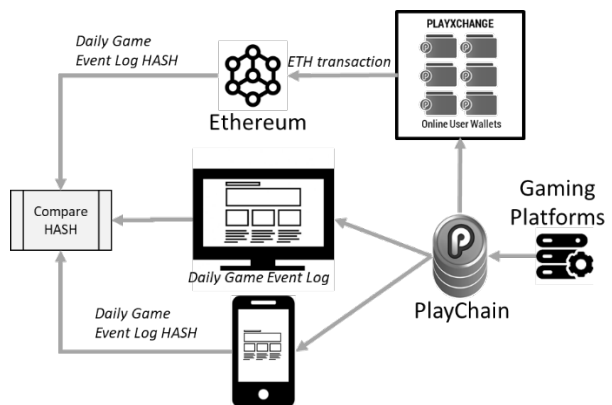 Daily Game
Event Log HASH
ETH transaction
PLAYXCHANGE
Online User Wallets
Ethereum
Compare
HASH
Daily Game Event Log
Gaming
Platforms
PlayChain
Daily Game
Event Log HASH